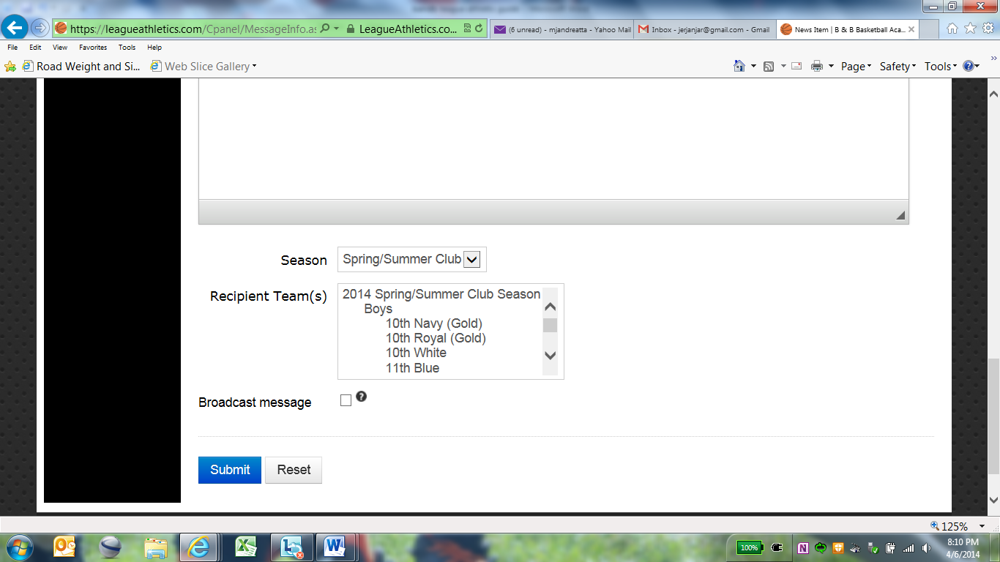 https://leagueathletics.com/Cpanel/MessageInfo.as
LeagueAthletics.co...
(6 unread) - mjandreatta - Yahoo Mail
Inbox - jerjanjar@gmail.com - Gmail
News Item | B & B Basketball Aca...
File Edit View Favorites Tools Help
Road Weight and Si... Web Slice Gallery
Page Safety Tools
Season Spring/Summer Club
Recipient Team(s) 2014 Spring/Summer Club Season
Boys
10th Navy (Gold)
10th Royal (Gold)
10th White
11th Blue
Broadcast message
Submit Reset
125%
100%
8:10 PM
4/6/2014